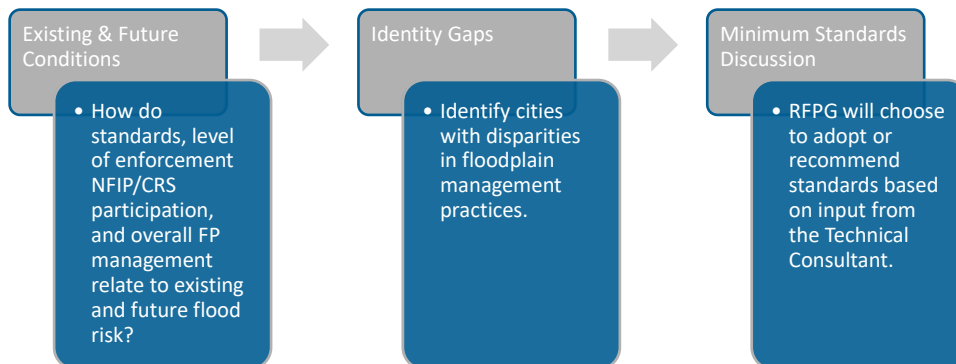 Existing & Future
Conditions
• How do
standards, level
of enforcement
NFIP/CRS
participation,
and overall FP
management
relate to existing
and future flood
risk?
Identity Gaps
• Identify cities
with disparities
in floodplain
management
practices.
Minimum Standards
Discussion
• RFPG will choose
to adopt or
recommend
standards based
on input from
the Technical
Consultant.